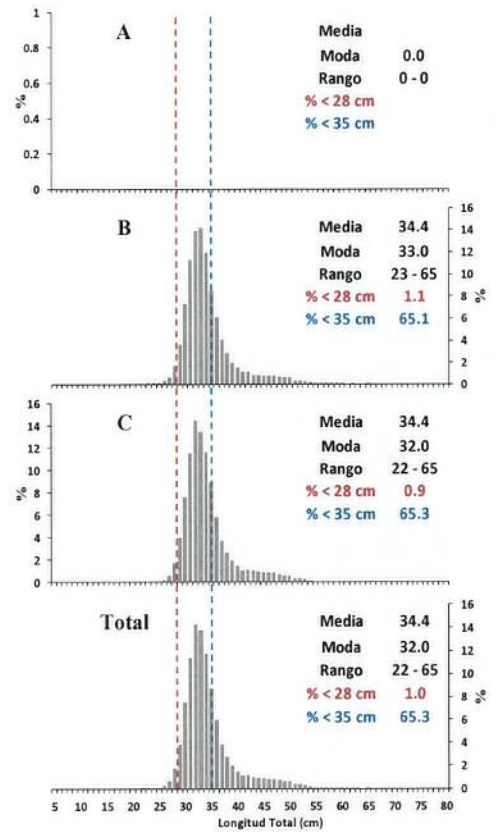 1
A
Media
0.8
Moda 0.0
Rango 0 - 0
0.6
% < 28 cm
%
% < 35 cm
0.4
0.2
0
16
B
Media 34.4
14
Moda 33.0
12
Rango 23 - 65
10
% < 28 cm 1.1
8 %
% < 35 cm 65.1
6
4
2
0
16
C
Media 34.4
14
Moda 32.0
12
Rango 22 - 65
10
% < 28 cm 0.9
%
8
% < 35 cm 65.3
6
4
2
0
16
Total
Media 34.4
14
Moda 32.0
12
Rango 22 - 65
10
% < 28 cm 1.0
8 %
% < 35 cm 65.3
6
4
2
0
5 10 15 20 25 30 35 40 45 50 55 60 65 70 75 80
Longitud Total (cm)